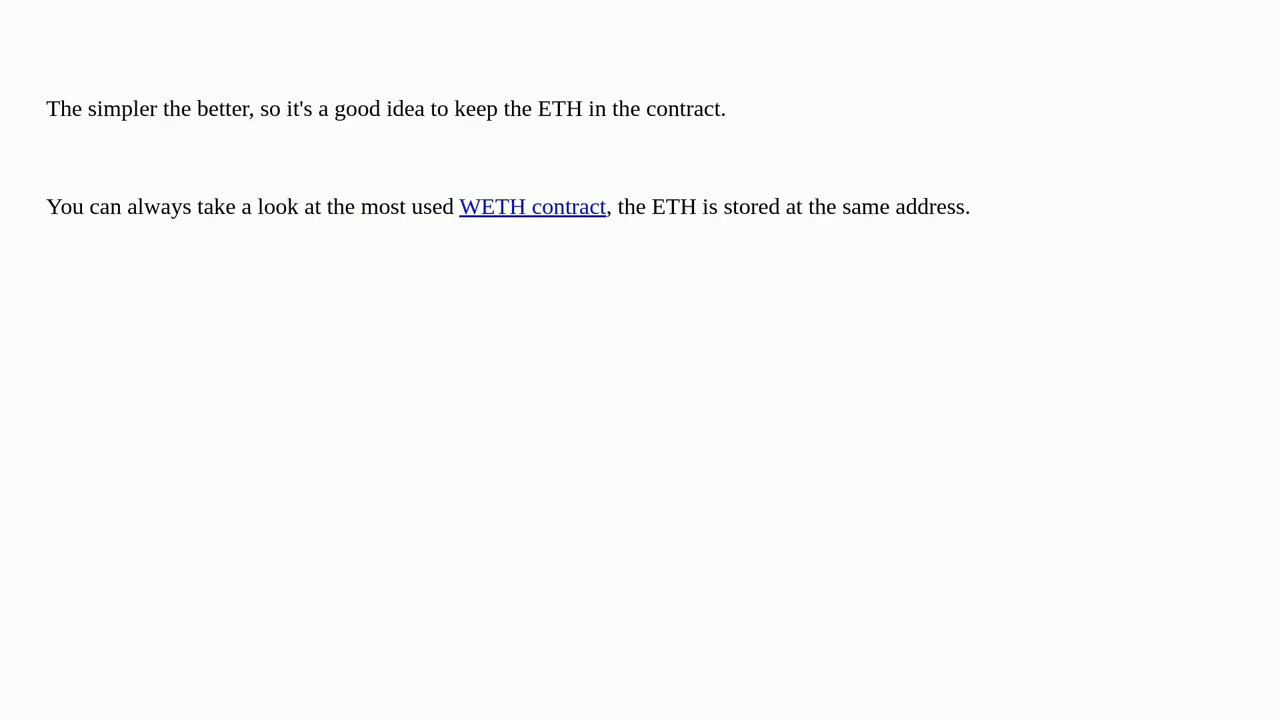 The simpler the better, so it's a good idea to keep the ETH in the contract.
You can always take a look at the most used WETH contract, the ETH is stored at the same address.